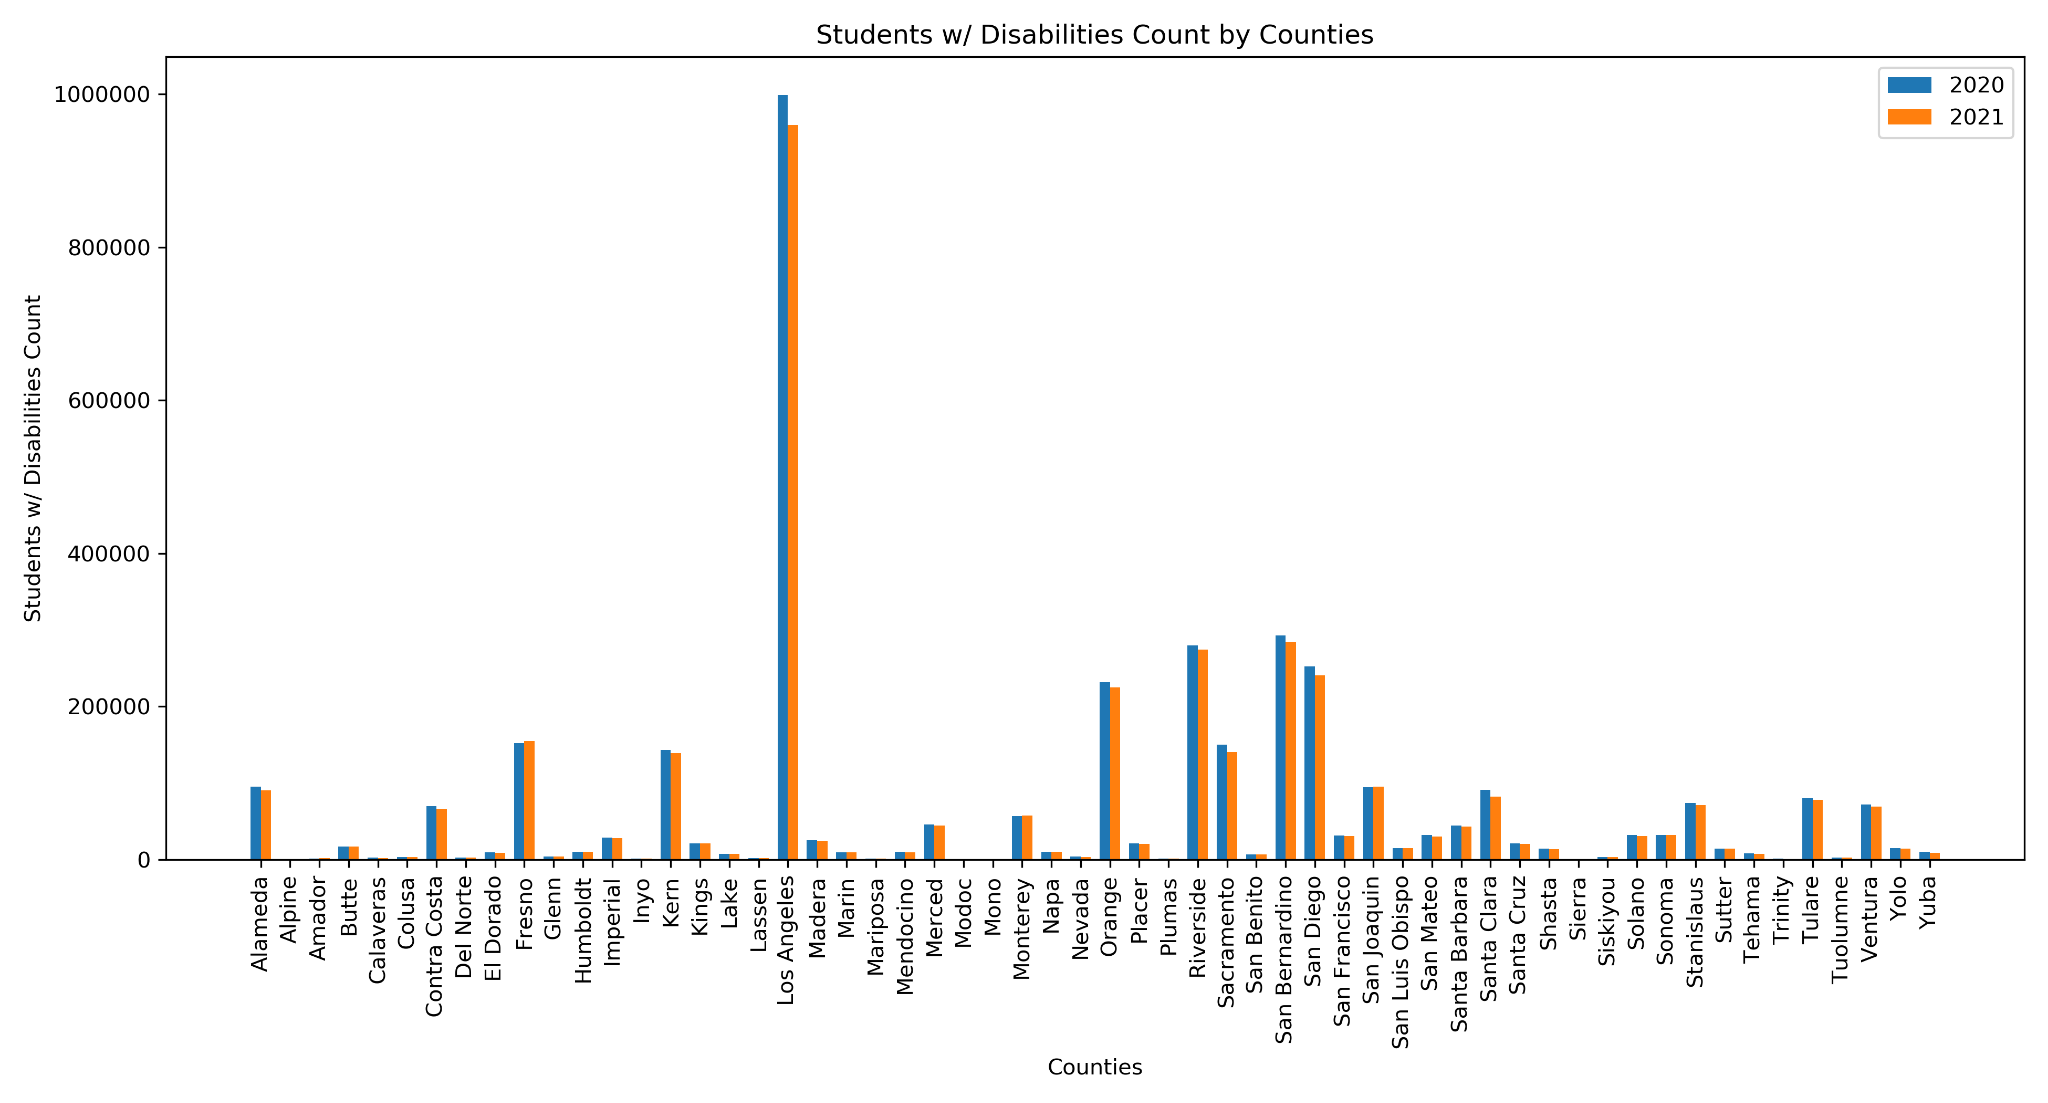 Students w/ Disabilities Count by Counties
2020
2021
Students w/ Disabilities Count
1000000
800000
600000
400000
200000
0
Alameda
Alpine
Amador
Butte
Calaveras
Colusa
Contra Costa
Del Norte
El Dorado
Fresno
Glenn
Humboldt
Imperial
Inyo
Kern
Kings
Lake
Lassen
Los Angeles
Madera
Marin
Mariposa
Mendocino
Merced
Modoc
Mono
Monterey
Napa
Nevada
Orange
Placer
Plumas
Riverside
Sacramento
San Benito
San Bernardino
San Diego
San Francisco
San Joaquin
San Luis Obispo
San Mateo
Santa Barbara
Santa Clara
Santa Cruz
Shasta
Sierra
Siskiyou
Solano
Sonoma
Stanislaus
Sutter
Tehama
Trinity
Tulare
Tuolumne
Ventura
Yolo
Yuba
Counties